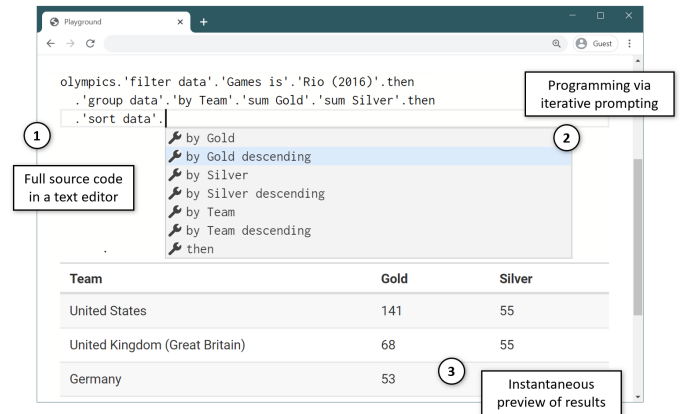 Playground
Guest
olympics.'filter data'.'Games is'.'Rio (2016)'.then
.'group data'.'by Team'.'sum Gold'.'sum Silver'.then
.'sort data'.
Programming via
iterative prompting
1
2
Full source code
in a text editor
by Gold
by Gold descending
by Silver
by Silver descending
by Team
by Team descending
then
.
Team Gold Silver
United States 141 55
United Kingdom (Great Britain) 68 55
Germany 53
3
Instantaneous
preview of results